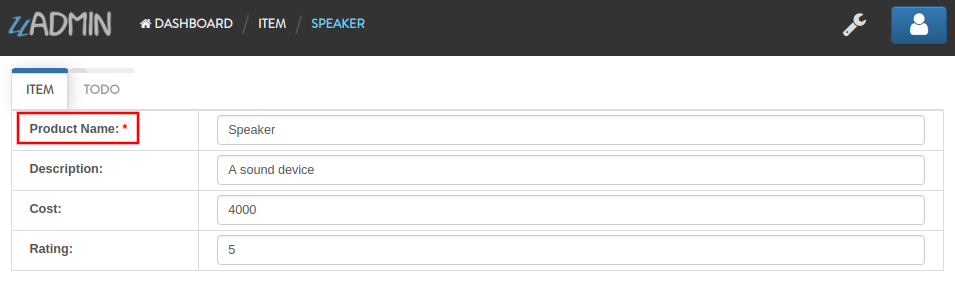 uADMIN DASHBOARD / ITEM / SPEAKER
ITEM TODO
Product Name: * Speaker
Description: A sound device
Cost: 4000
Rating: 5